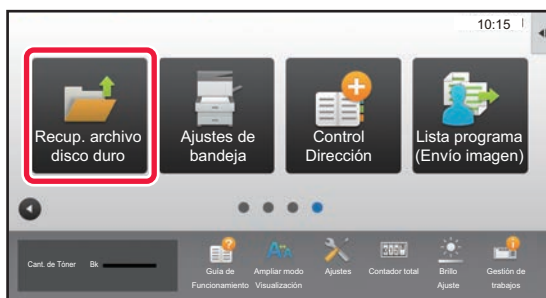 10:15
Recup. archivo
disco duro
Ajustes de
bandeja
Control
Dirección
Lista programa
(Envío imagen)
Cant. de Tóner Bk
Guía de
Funcionamiento
Ampliar modo
Visualización
Ajustes
Contador total
Brillo
Ajuste
Gestión de
trabajos